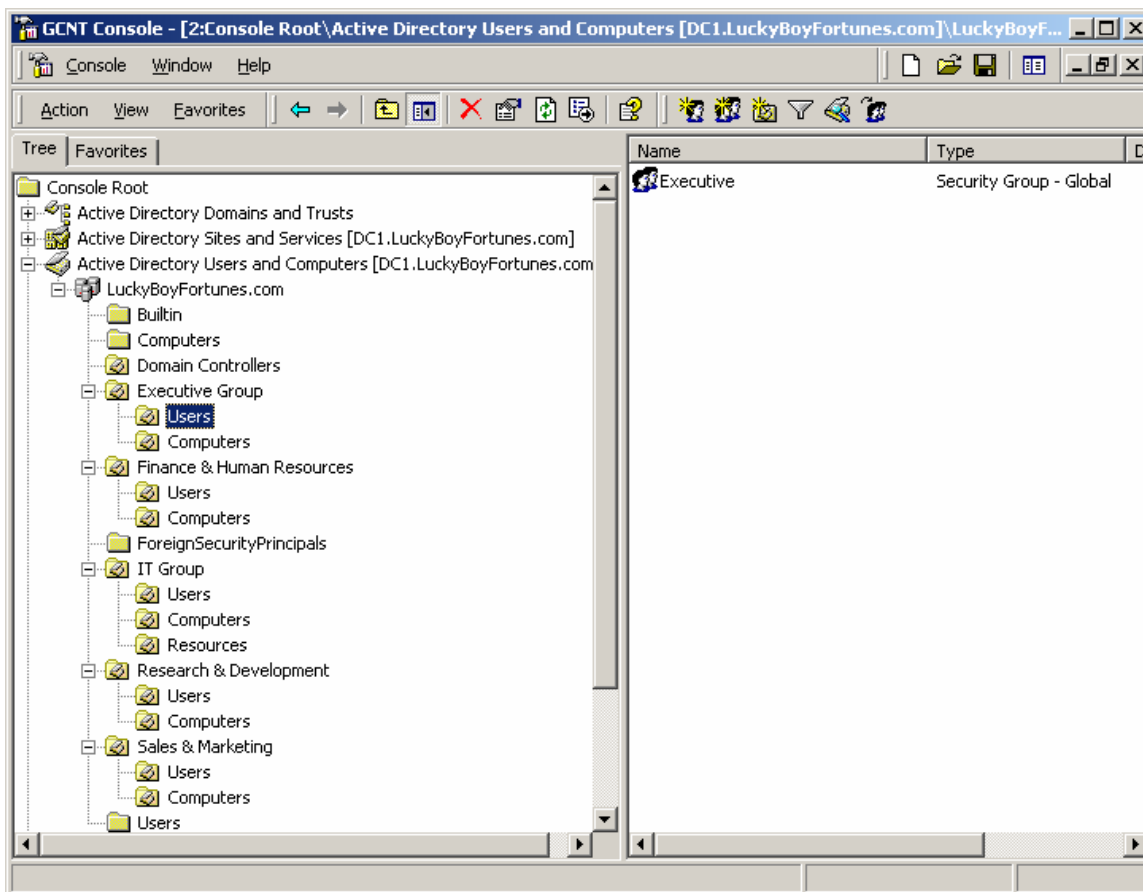 GCNT Console - [2:Console Root\Active Directory Users and Computers [DC1.LuckyBoyFortunes.com]\LuckyBoyF...
Console Window Help
Action View Favorites
Tree Favorites
Name Type D
Console Root
Active Directory Domains and Trusts
Active Directory Sites and Services [DC1.LuckyBoyFortunes.com]
Active Directory Users and Computers [DC1.LuckyBoyFortunes.com
LuckyBoyFortunes.com
Builtin
Computers
Domain Controllers
Executive Group
Users
Computers
Finance & Human Resources
Users
Computers
ForeignSecurityPrincipals
IT Group
Users
Computers
Resources
Research & Development
Users
Computers
Sales & Marketing
Users
Computers
Users
Executive Security Group - Global